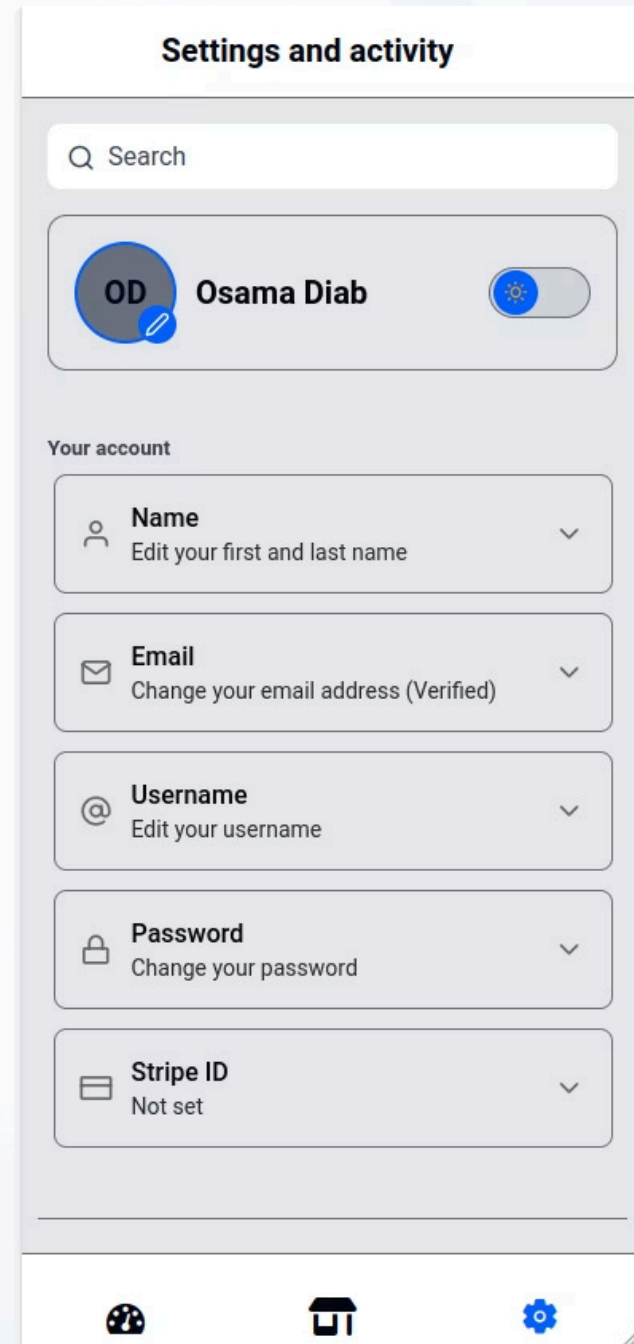 Settings and activity
Search
OD
Osama Diab
Your account
Name
Edit your first and last name
Email
Change your email address (Verified)
@
Username
Edit your username
Password
Change your password
Stripe ID
Not set